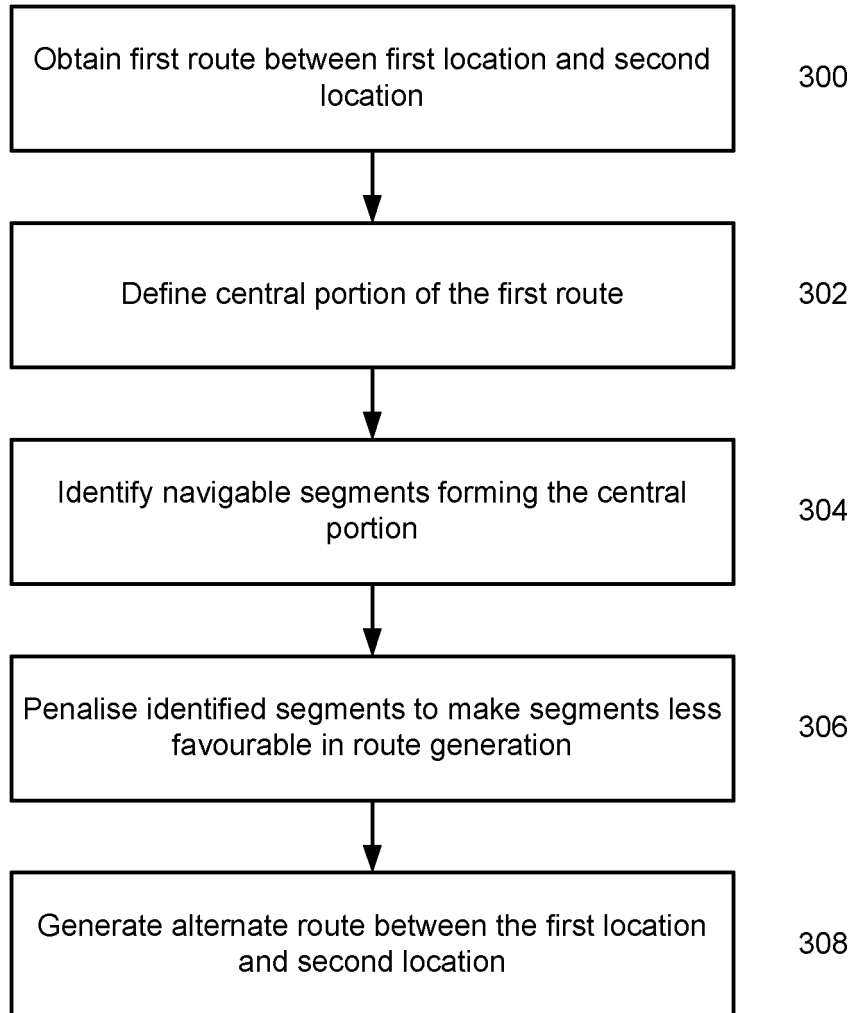 Obtain first route between first location and second
location
300
Define central portion of the first route
302
Identify navigable segments forming the central
portion
304
Penalise identified segments to make segments less
favourable in route generation
306
Generate alternate route between the first location
and second location
308